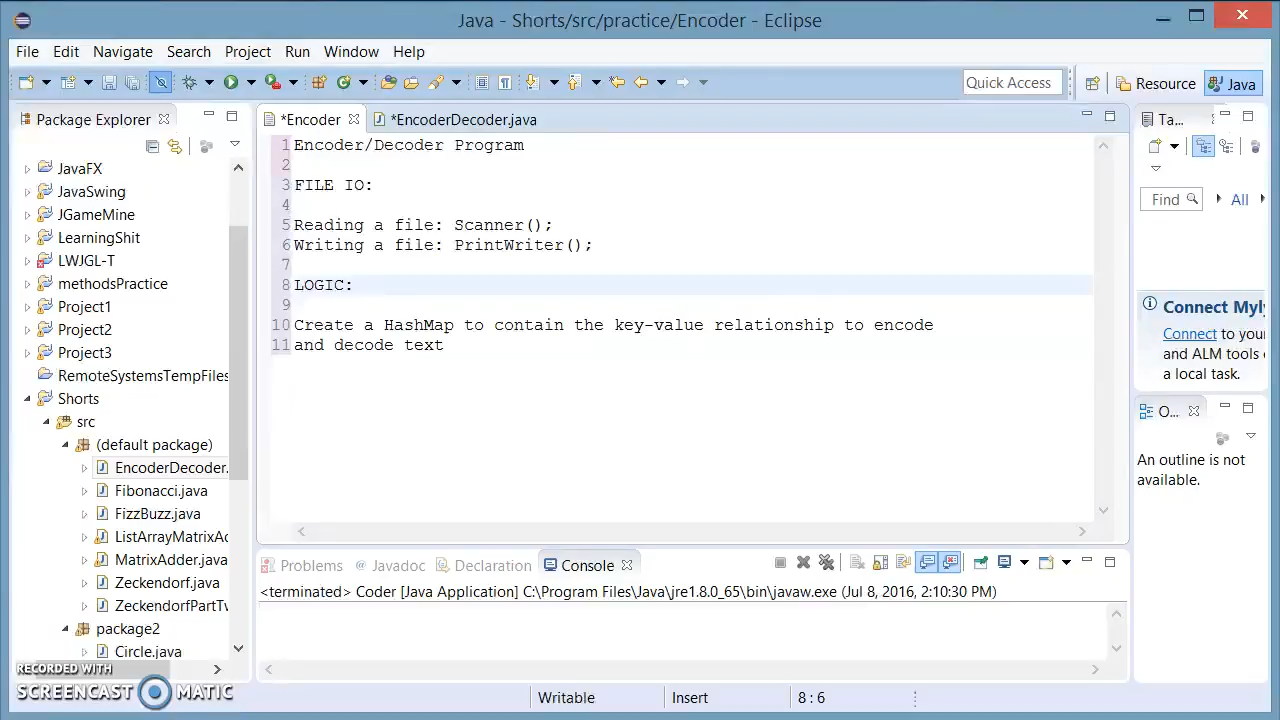 Java - Shorts/src/practice/Encoder - Eclipse
File Edit Navigate Search Project Run Window Help
Quick Access
Resource
Java
Package Explorer
*Encoder
*EncoderDecoder.java
Ta...
JavaFX
JavaSwing
JGameMine
LearningShit
LWJGL-T
methodsPractice
Project1
Project2
Project3
RemoteSystemsTempFiles
Shorts
src
(default package)
EncoderDecoder.
Fibonacci.java
FizzBuzz.java
ListArrayMatrixAd
MatrixAdder.java
Zeckendorf.java
ZeckendorfPartTv
package2
Circle.java
1 Encoder/Decoder Program
2
3 FILE IO:
4
5 Reading a file: Scanner();
6 Writing a file: PrintWriter();
7
8 LOGIC:
9
10 Create a HashMap to contain the key-value relationship to encode
11 and decode text
Find
All
Connect Myly
Connect to your
and ALM tools o
a local task.
O...
An outline is not
available.
Problems
Javadoc
Declaration
Console
<terminated> Coder [Java Application] C:\Program Files\Java\jre1.8.0_65\bin\javaw.exe (Jul 8, 2016, 2:10:30 PM)
RECORDED WITH
SCREENCAST MATIC
Writable
Insert
8 : 6